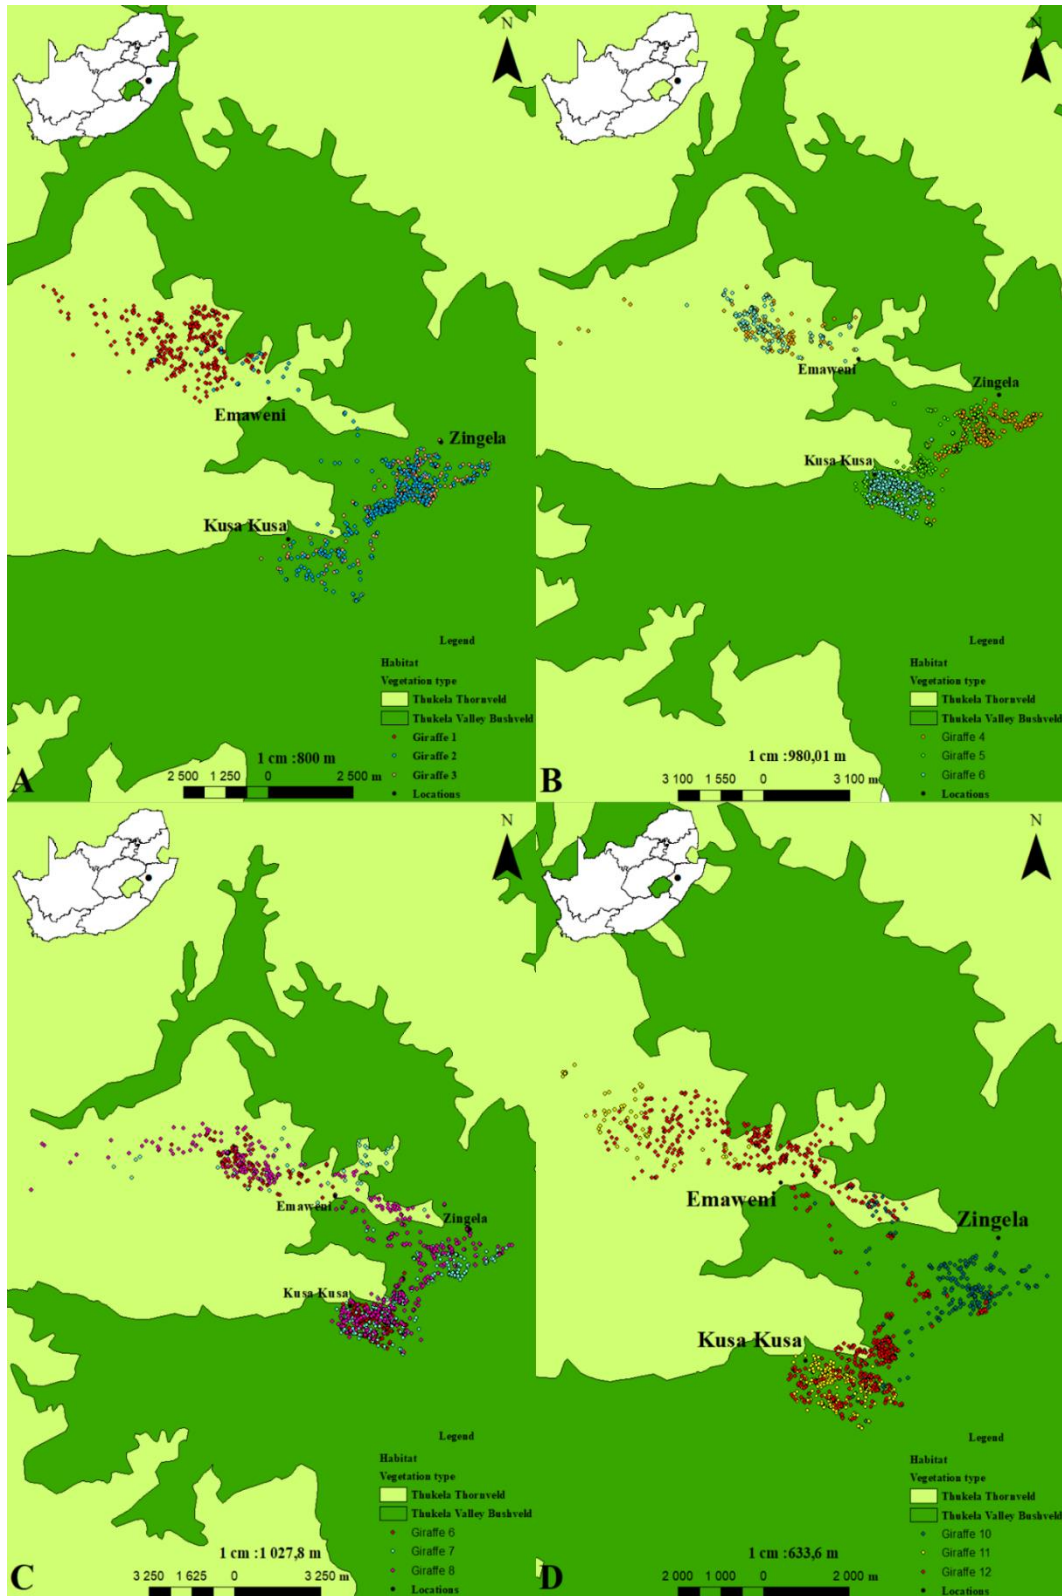 N
Emaweni
Zingela
Kusa Kusa
Legend
Habitat
Vegetation type
Thukela Thornveld
Thukela Valley Bushveld
Giraffe 1
Giraffe 2
Giraffe 3
Locations
1 cm :800 m
2 500 1 250 0 2 500 m
A
N
Emaweni
Zingela
Kusa Kusa
Legend
Habitat
Vegetation type
Thukela Thornveld
Thukela Valley Bushveld
Giraffe 4
Giraffe 5
Giraffe 6
Locations
1 cm :980,01 m
3 100 1 550 0 3 100 m
B
N
Emaweni
Zingela
Kusa Kusa
Legend
Habitat
Vegetation type
Thukela Thornveld
Thukela Valley Bushveld
Giraffe 6
Giraffe 7
Giraffe 8
Locations
1 cm :1 027,8 m
3 250 1 625 0 3 250 m
C
N
Emaweni
Zingela
Kusa Kusa
Legend
Habitat
Vegetation type
Thukela Thornveld
Thukela Valley Bushveld
Giraffe 10
Giraffe 11
Giraffe 12
Locations
1 cm :633,6 m
2 000 1 000 0 2 000 m
D